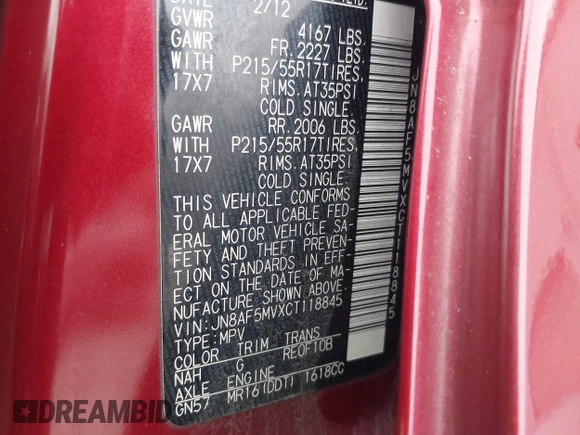 DATE 2/12
GVWR 4167 LBS.
GAWR FR. 2227 LBS.
WITH P215/55R17TIRES.
17X7 RIMS. AT35PSI
COLD SINGLE.
GAWR RR. 2006 LBS.
WITH P215/55R17TIRES.
17X7 RIMS. AT35PSI
COLD SINGLE.
THIS VEHICLE CONFORMS
TO ALL APPLICABLE FED-
ERAL MOTOR VEHICLE SA-
FETY AND THEFT PREVEN-
TION STANDARDS IN EFF-
ECT ON THE DATE OF MA-
NUFACTURE SHOWN ABOVE.
VIN: JN8AF5MVXCT118845
TYPE: MPV
COLOR TRIM TRANS
NAH G RE0F10B
AXLE ENGINE
GN57 MR16(DDT) 1618CC
JN8AF5MVXCT118845
DREAMBID
.COM